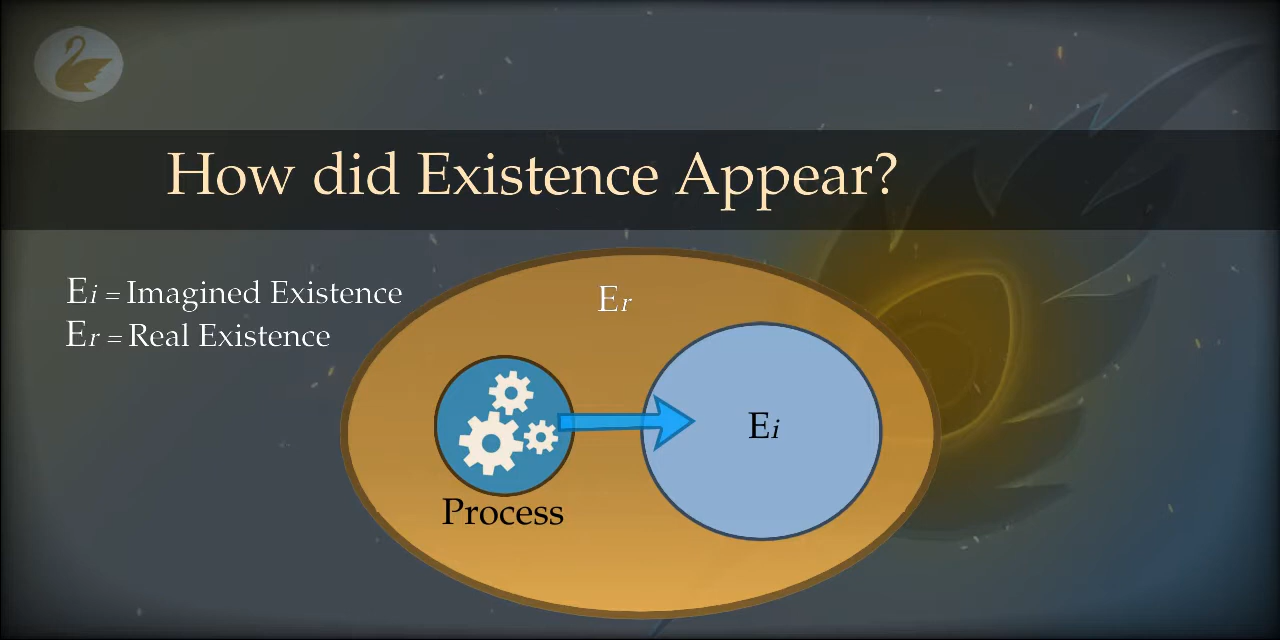 How did Existence Appear?
Ei = Imagined Existence
Er = Real Existence
Er
Ei
Process